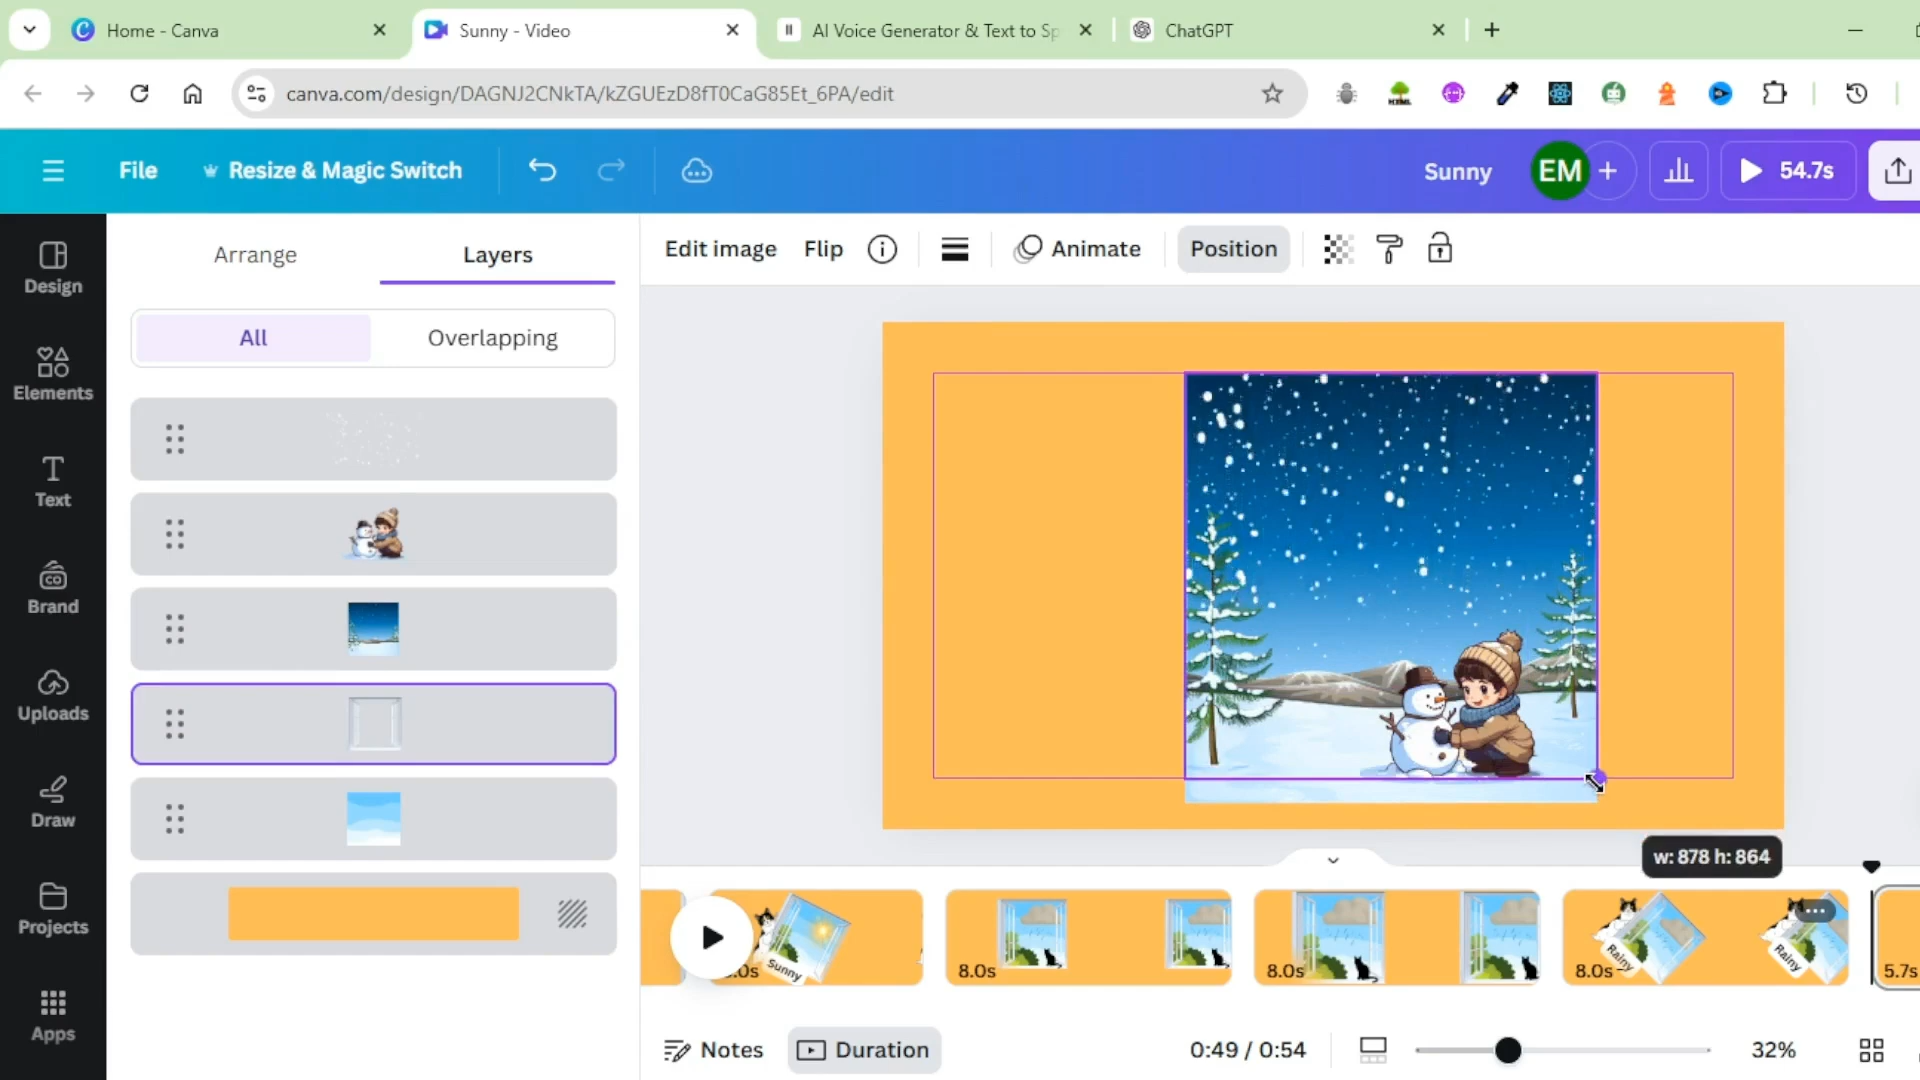 Home - Canva
Sunny - Video
AI Voice Generator & Text to Sp
ChatGPT
canva.com/design/DAGNJ2CNkTA/kZGUEzD8fT0CaG85Et_6PA/edit
File
Resize & Magic Switch
Sunny
EM
54.7s
Design
Elements
Text
Brand
Uploads
Draw
Projects
Apps
Arrange
Layers
All
Overlapping
Edit image
Flip
Animate
Position
w: 878 h: 864
.0s
Sunny
8.0s
8.0s
8.0s
Rainy
Rainy
5.7s
Notes
Duration
0:49 / 0:54
32%